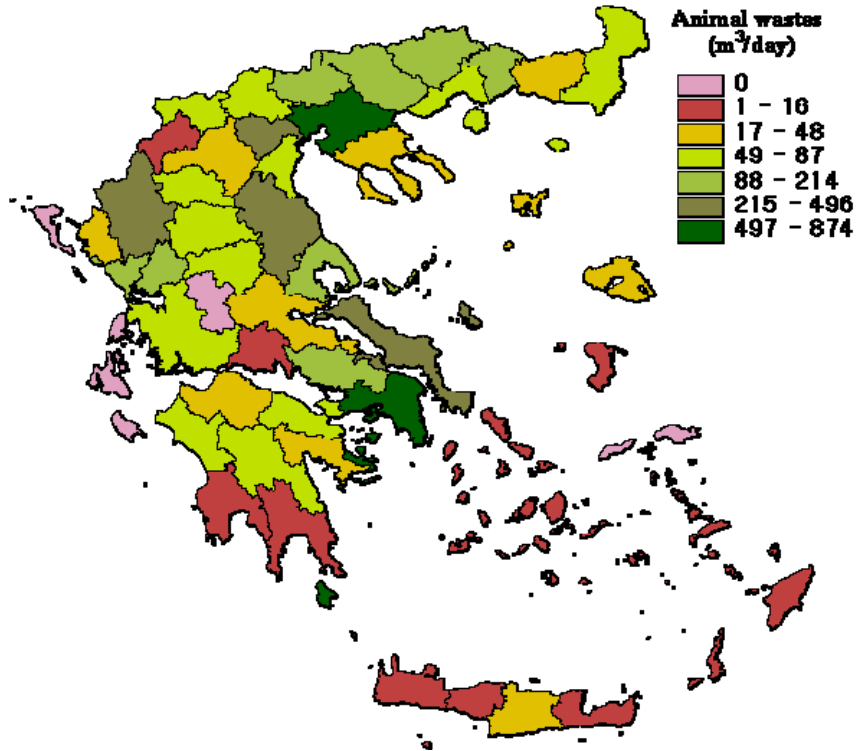 Animal wastes
(m³/day)
0
1 - 16
17 - 48
49 - 87
88 - 214
215 - 496
497 - 874